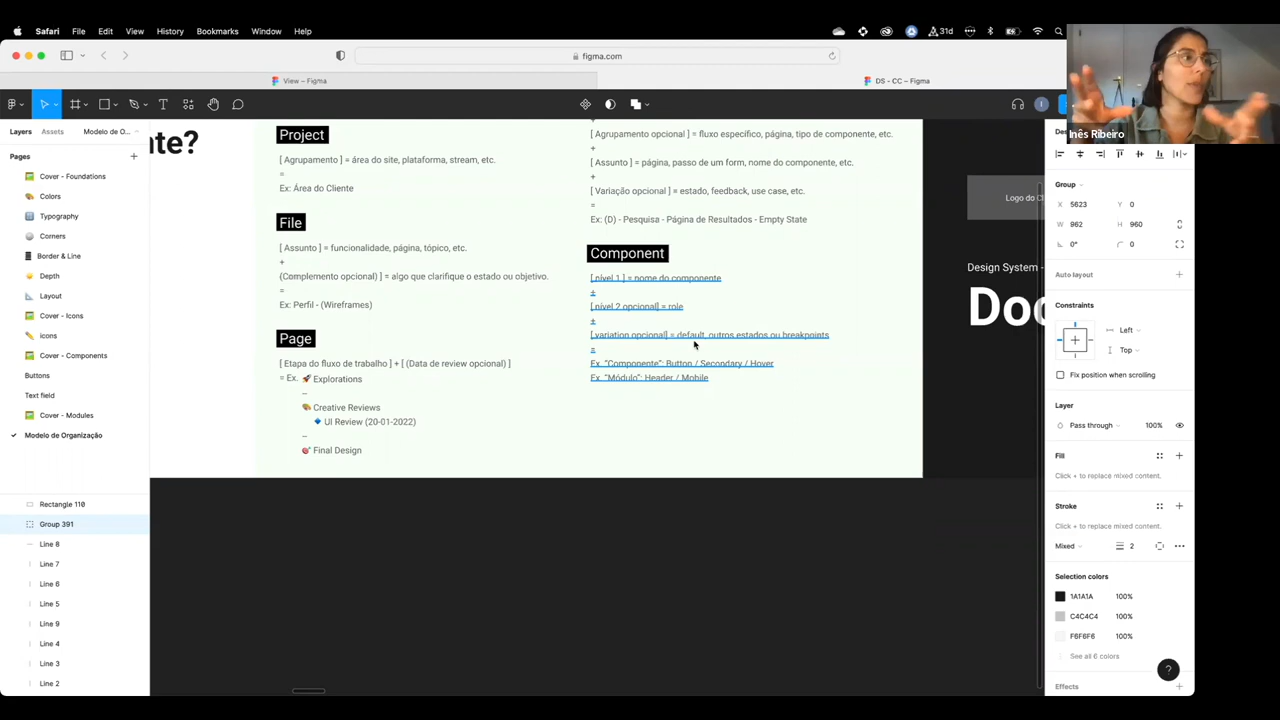 Safari File Edit View History Bookmarks Window Help
31d
figma.com
View – Figma
DS - CC – Figma
Inês Ribeiro
Layers Assets Modelo de O...
Pages
Cover - Foundations
Colors
Typography
Corners
Border & Line
Depth
Layout
Cover - Icons
icons
Cover - Components
Buttons
Text field
Cover - Modules
Modelo de Organização
Rectangle 110
Group 391
Line 8
Line 7
Line 6
Line 5
Line 9
Line 4
Line 3
Line 2
nte?
Project
[ Agrupamento ] = área do site, plataforma, stream, etc.
=
Ex: Área do Cliente
File
[ Assunto ] = funcionalidade, página, tópico, etc.
+
(Complemento opcional) ] = algo que clarifique o estado ou objetivo.
=
Ex: Perfil - (Wireframes)
Page
[ Etapa do fluxo de trabalho ] + [ (Data de review opcional) ]
= Ex. 🚀 Explorations
--
🎨 Creative Reviews
🔹 UI Review (20-01-2022)
--
🎯 Final Design
+
[ Agrupamento opcional ] = fluxo específico, página, tipo de componente, etc.
+
[ Assunto ] = página, passo de um form, nome do componente, etc.
+
[ Variação opcional ] = estado, feedback, use case, etc.
=
Ex: (D) - Pesquisa - Página de Resultados - Empty State
Component
[ nível 1 ] = nome do componente
+
[ nível 2 opcional] = role
+
[ variation opcional] = default, outros estados ou breakpoints
=
Ex. "Componente": Button / Secondary / Hover
Ex. "Módulo": Header / Mobile
Logo do Cl
Design System -
Doc
De
Group
X 5623 Y 0
W 962 H 960
0° 0
Auto layout
Constraints
Left
Top
Fix position when scrolling
Layer
Pass through 100%
Fill
Click + to replace mixed content.
Stroke
Click + to replace mixed content.
Mixed 2
Selection colors
1A1A1A 100%
C4C4C4 100%
F6F6F6 100%
See all 6 colors
Effects
?